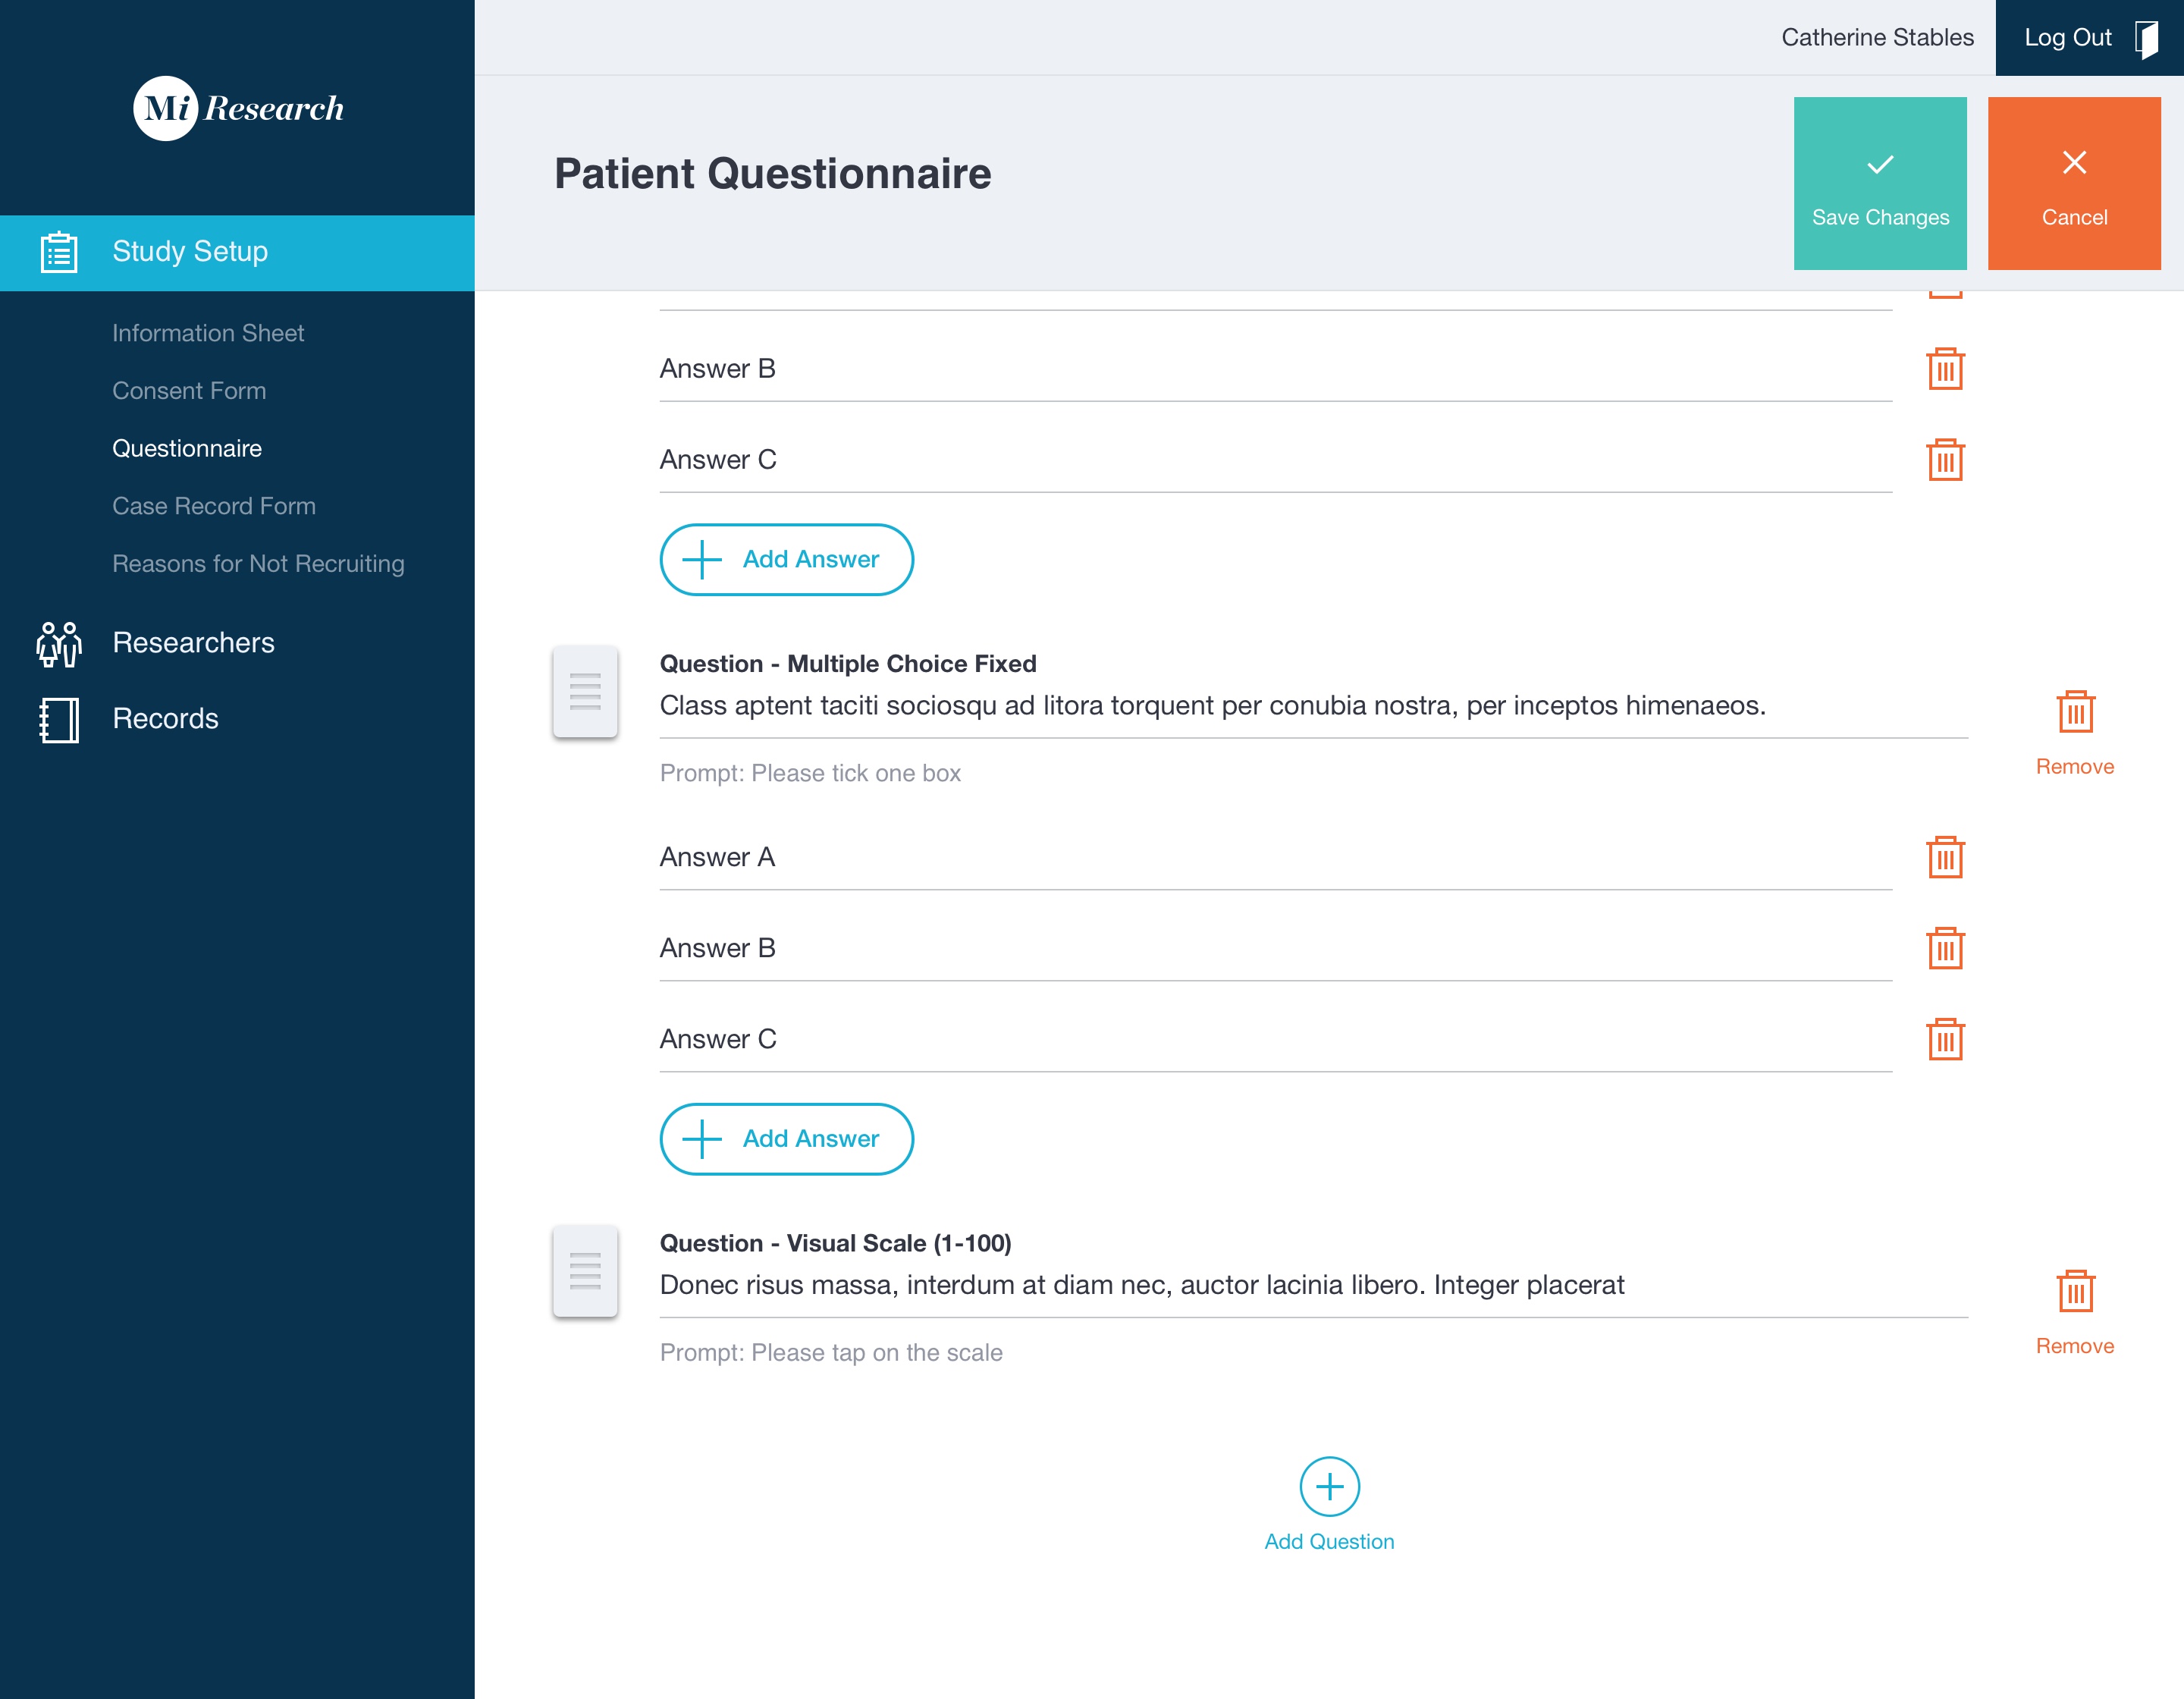 Catherine Stables
Log Out
Mi Research
Patient Questionnaire
Save Changes
Cancel
Study Setup
Information Sheet
Consent Form
Questionnaire
Case Record Form
Reasons for Not Recruiting
Researchers
Records
Answer B
Answer C
Add Answer
Question - Multiple Choice Fixed
Class aptent taciti sociosqu ad litora torquent per conubia nostra, per inceptos himenaeos.
Remove
Prompt: Please tick one box
Answer A
Answer B
Answer C
Add Answer
Question - Visual Scale (1-100)
Donec risus massa, interdum at diam nec, auctor lacinia libero. Integer placerat
Remove
Prompt: Please tap on the scale
Add Question